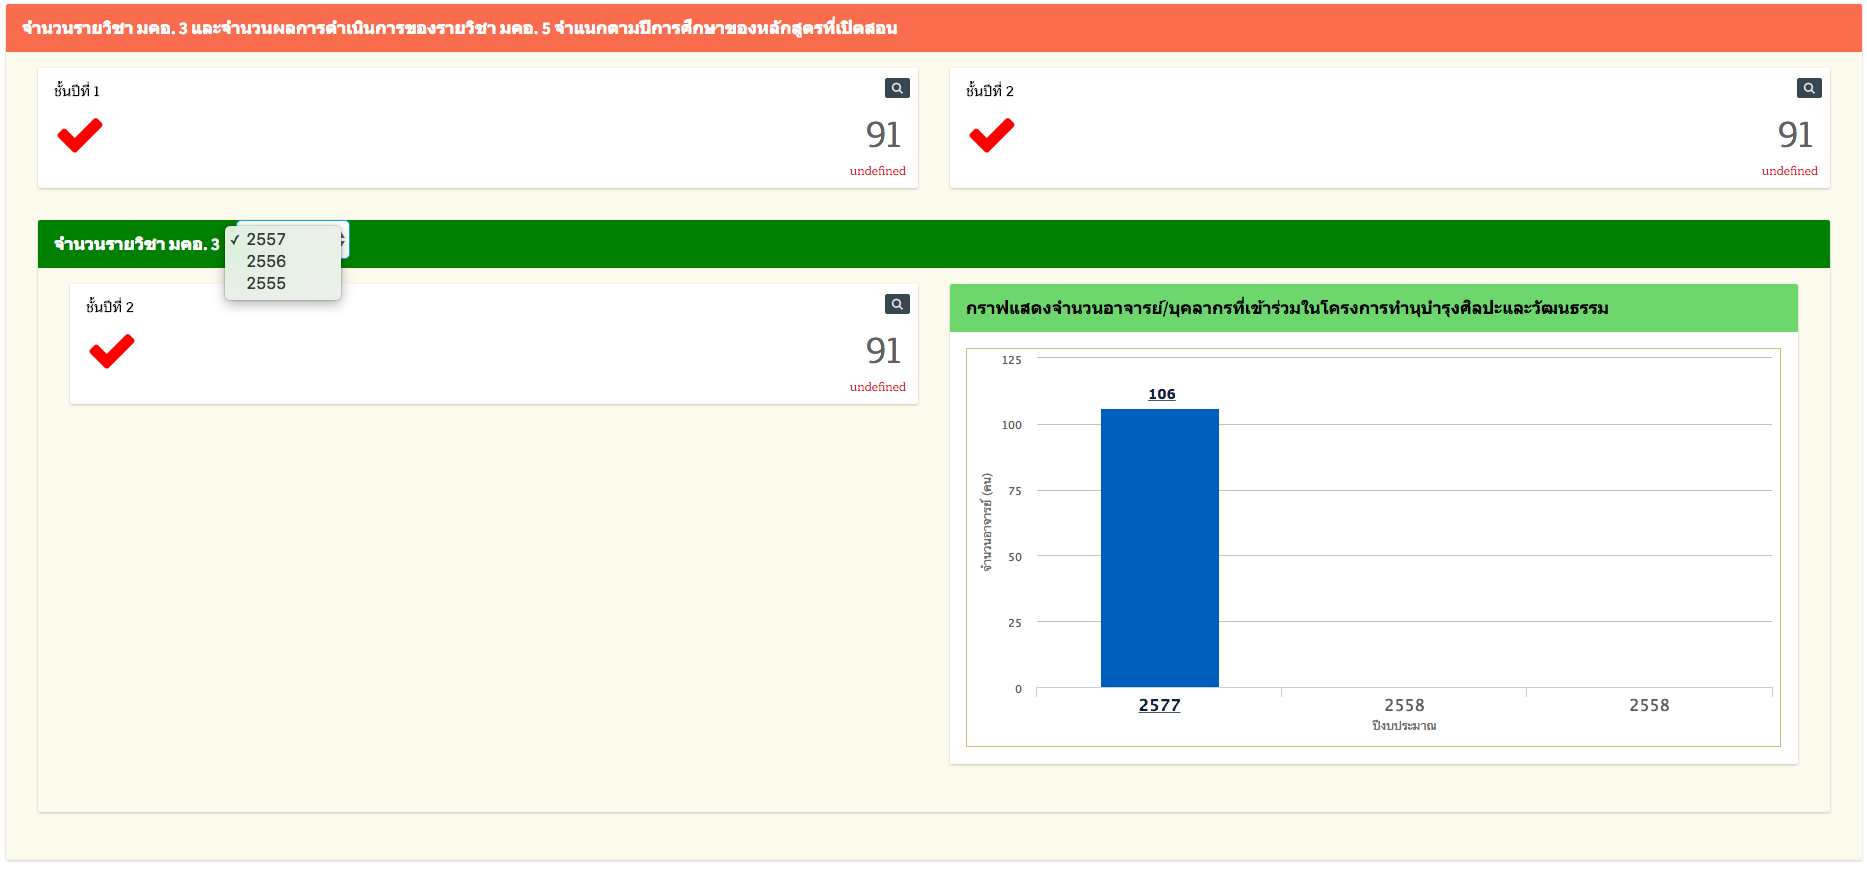 จำนวนรายวิชา มคอ. 3 และจำนวนผลการดำเนินการของรายวิชา มคอ. 5 จำแนกตามปีการศึกษาของหลักสูตรที่เปิดสอน
ชั้นปีที่ 1
91
undefined
ชั้นปีที่ 2
91
undefined
จำนวนรายวิชา มคอ. 3
✓ 2557
2556
2555
ชั้นปีที่ 2
91
undefined
กราฟแสดงจำนวนอาจารย์/บุคลากรที่เข้าร่วมในโครงการทำนุบำรุงศิลปะและวัฒนธรรม
125
106
100
75
50
25
0
จำนวนอาจารย์ (คน)
2577
2558
2558
ปีงบประมาณ